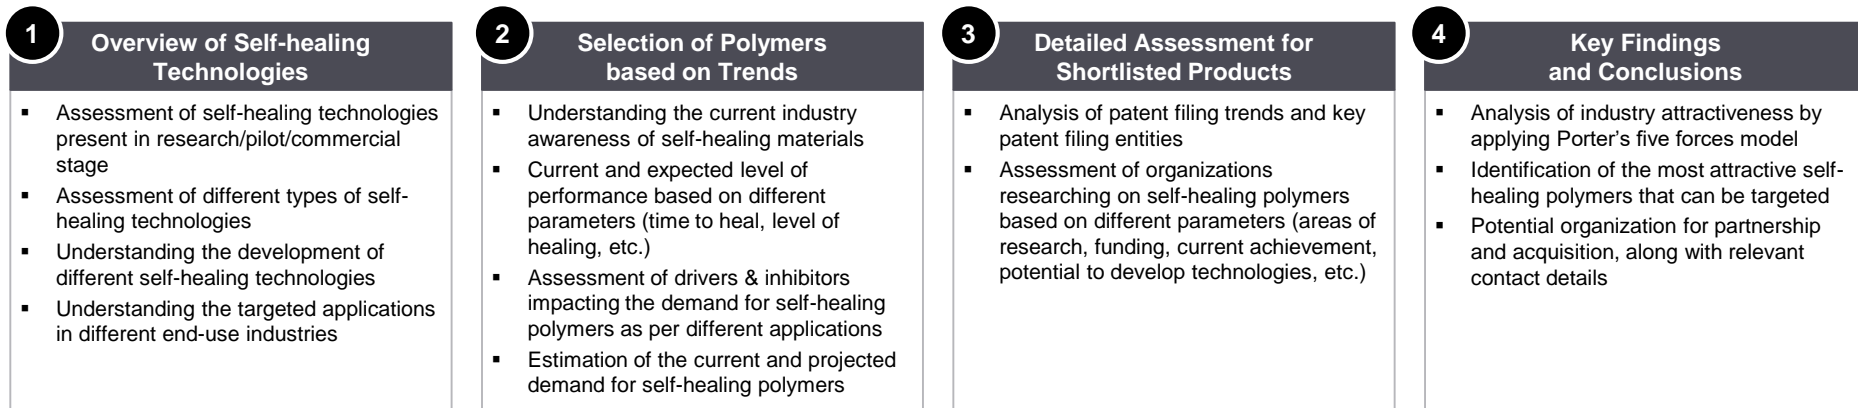 1
Overview of Self-healing
Technologies
▪ Assessment of self-healing technologies
present in research/pilot/commercial
stage
▪ Assessment of different types of self-
healing technologies
▪ Understanding the development of
different self-healing technologies
▪ Understanding the targeted applications
in different end-use industries
2
Selection of Polymers
based on Trends
▪ Understanding the current industry
awareness of self-healing materials
▪ Current and expected level of
performance based on different
parameters (time to heal, level of
healing, etc.)
▪ Assessment of drivers & inhibitors
impacting the demand for self-healing
polymers as per different applications
▪ Estimation of the current and projected
demand for self-healing polymers
3
Detailed Assessment for
Shortlisted Products
▪ Analysis of patent filing trends and key
patent filing entities
▪ Assessment of organizations
researching on self-healing polymers
based on different parameters (areas of
research, funding, current achievement,
potential to develop technologies, etc.)
4
Key Findings
and Conclusions
▪ Analysis of industry attractiveness by
applying Porter’s five forces model
▪ Identification of the most attractive self-
healing polymers that can be targeted
▪ Potential organization for partnership
and acquisition, along with relevant
contact details